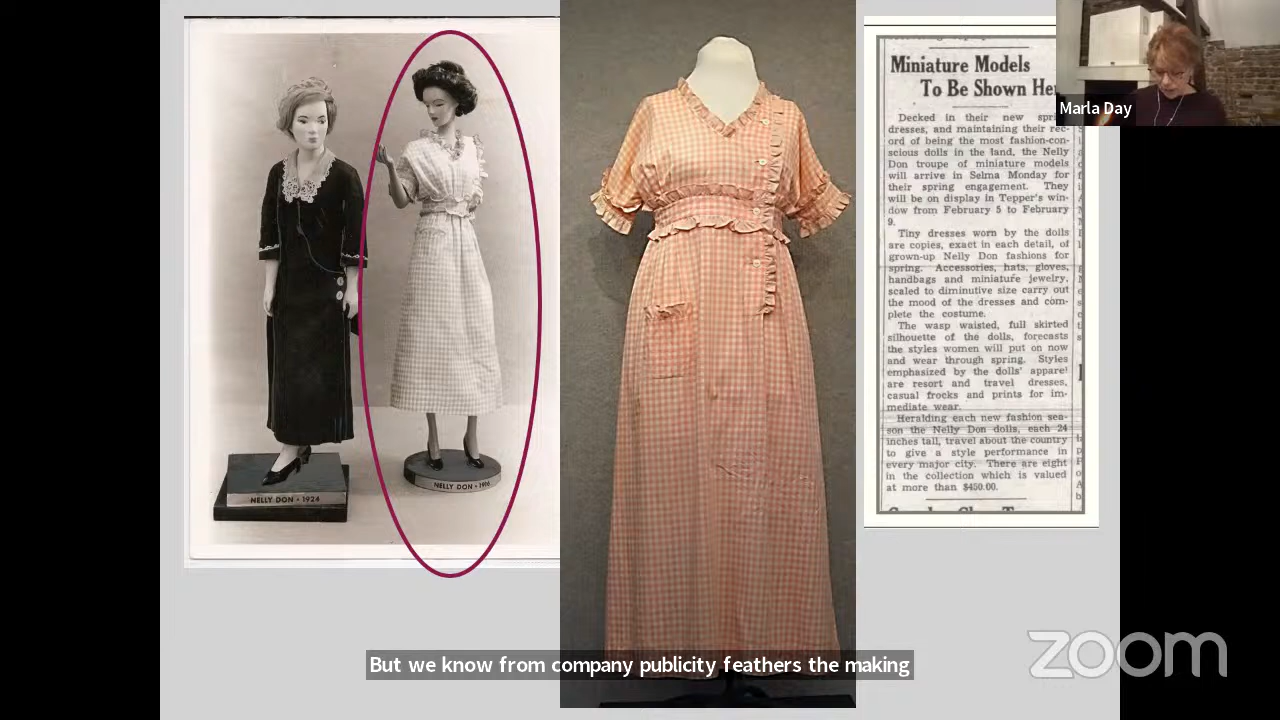 Miniature Models
To Be Shown He
Decked in their new spri
dresses, and maintaining their rec-
ord of being the most fashion-con-
scious dolls in the land, the Nelly
Don troupe of miniature models
will arrive in Selma Monday for
their spring engagement. They
will be on display in Tepper's win-
dow from February 5 to February
9.
Tiny dresses worn by the dolls
are copies, exact in each detail, of
grown-up Nelly Don fashions for
spring. Accessories, hats, gloves,
handbags and miniature jewelry,
scaled to diminutive size carry out
the mood of the dresses and com-
plete the costume.
The wasp waisted, full skirted
silhouette of the dolls, forecasts
the styles women will put on now
and wear through spring. Styles
emphasized by the dolls' apparel
are resort and travel dresses,
casual frocks and prints for im-
mediate wear.
Heralding each new fashion sea-
son the Nelly Don dolls, each 24
inches tall, travel about the country
to give a style performance in
every major city. There are eight
in the collection which is valued
at more than $450.00.
Marla Day
NELLY DON • 1924
NELLY DON • 1916
But we know from company publicity feathers the making
zoom